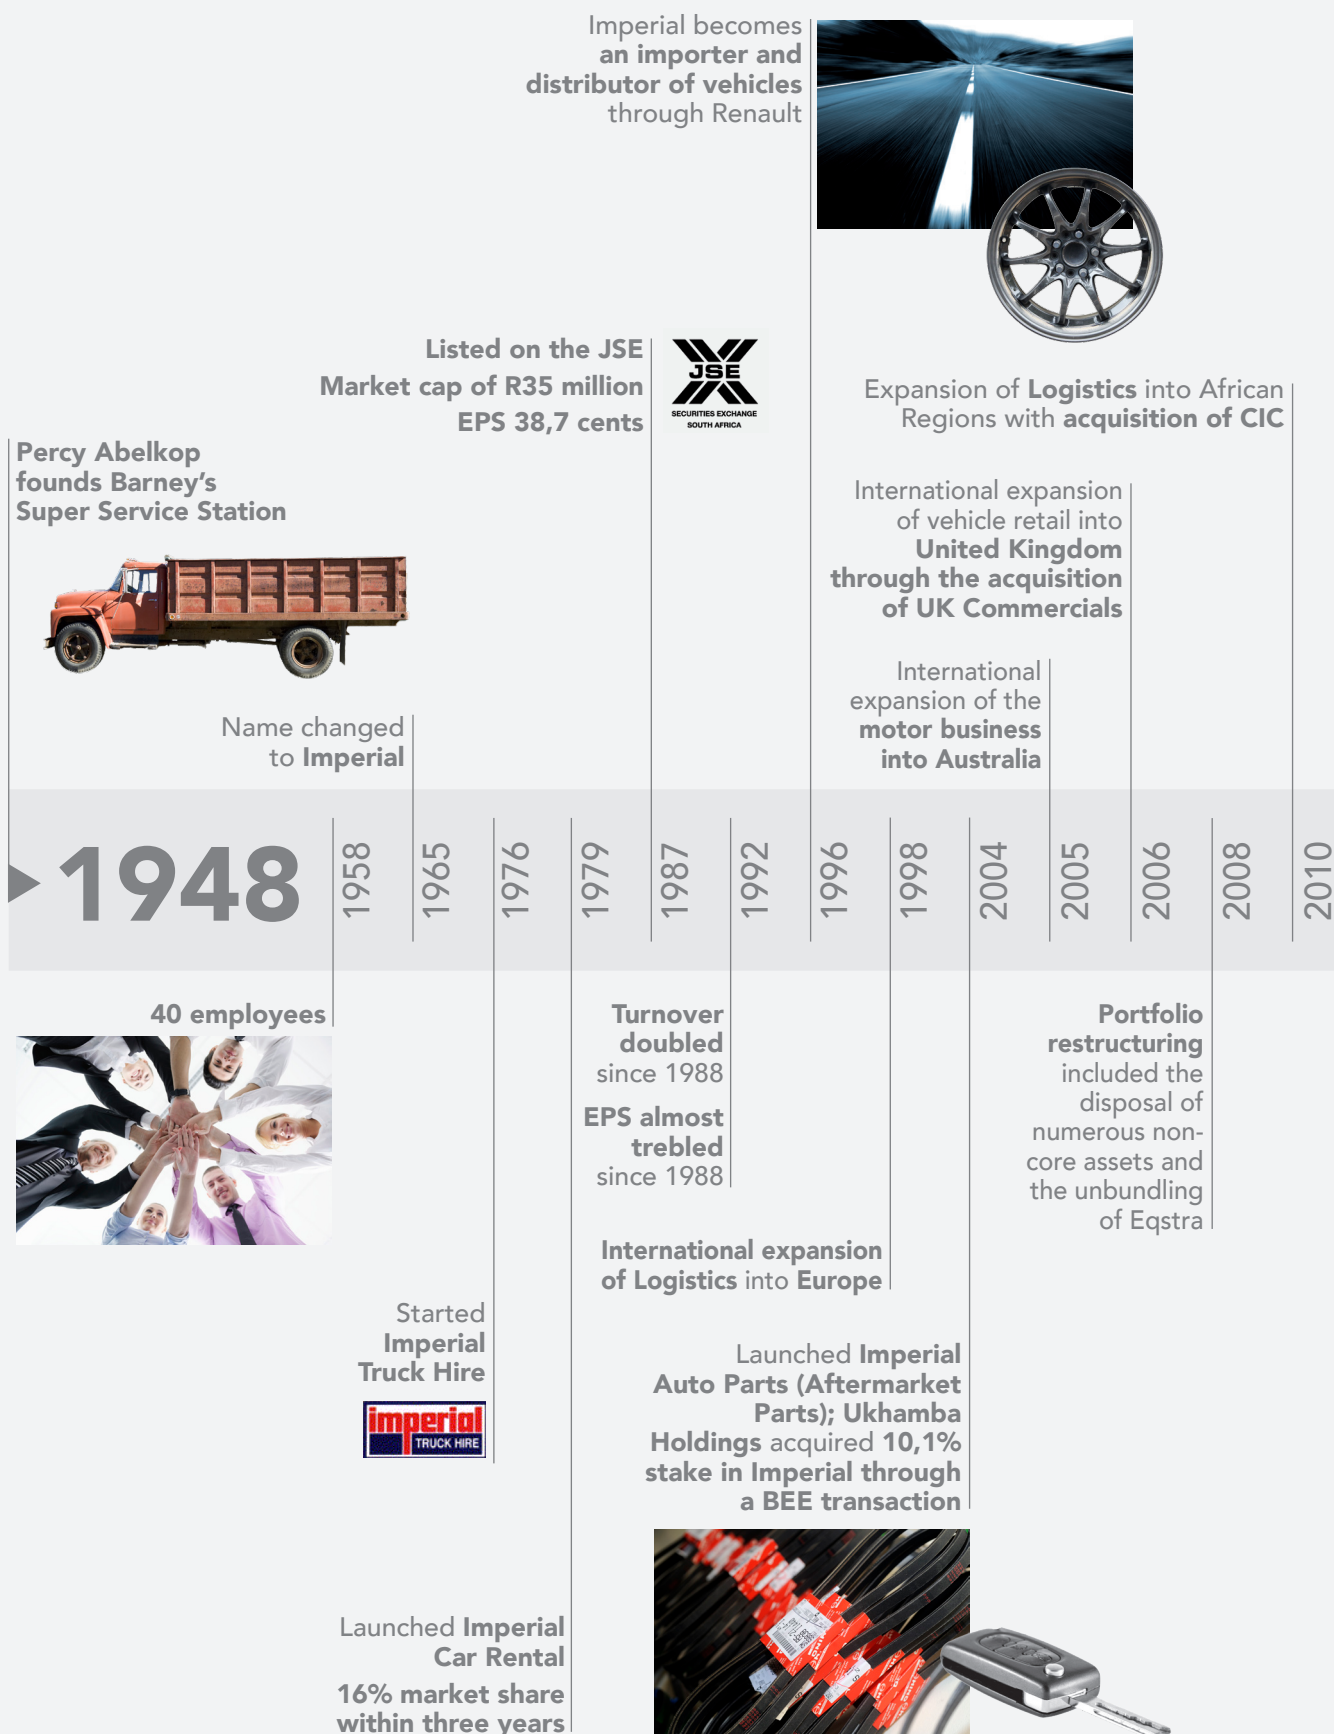 Imperial becomes
an importer and
distributor of vehicles
through Renault
Listed on the JSE
Market cap of R35 million
EPS 38,7 cents
JSE
SECURITIES EXCHANGE
SOUTH AFRICA
Expansion of Logistics into African
Regions with acquisition of CIC
Percy Abelkop
founds Barney's
Super Service Station
International expansion
of vehicle retail into
United Kingdom
through the acquisition
of UK Commercials
International
expansion of the
motor business
into Australia
Name changed
to Imperial
1948
1958
1965
1976
1979
1987
1992
1996
1998
2004
2005
2006
2008
2010
40 employees
Turnover
doubled
since 1988
EPS almost
trebled
since 1988
Portfolio
restructuring
included the
disposal of
numerous non-
core assets and
the unbundling
of Eqstra
International expansion
of Logistics into Europe
Started
Imperial
Truck Hire
imperial
TRUCK HIRE
Launched Imperial
Auto Parts (Aftermarket
Parts); Ukhamba
Holdings acquired 10,1%
stake in Imperial through
a BEE transaction
Launched Imperial
Car Rental
16% market share
within three years